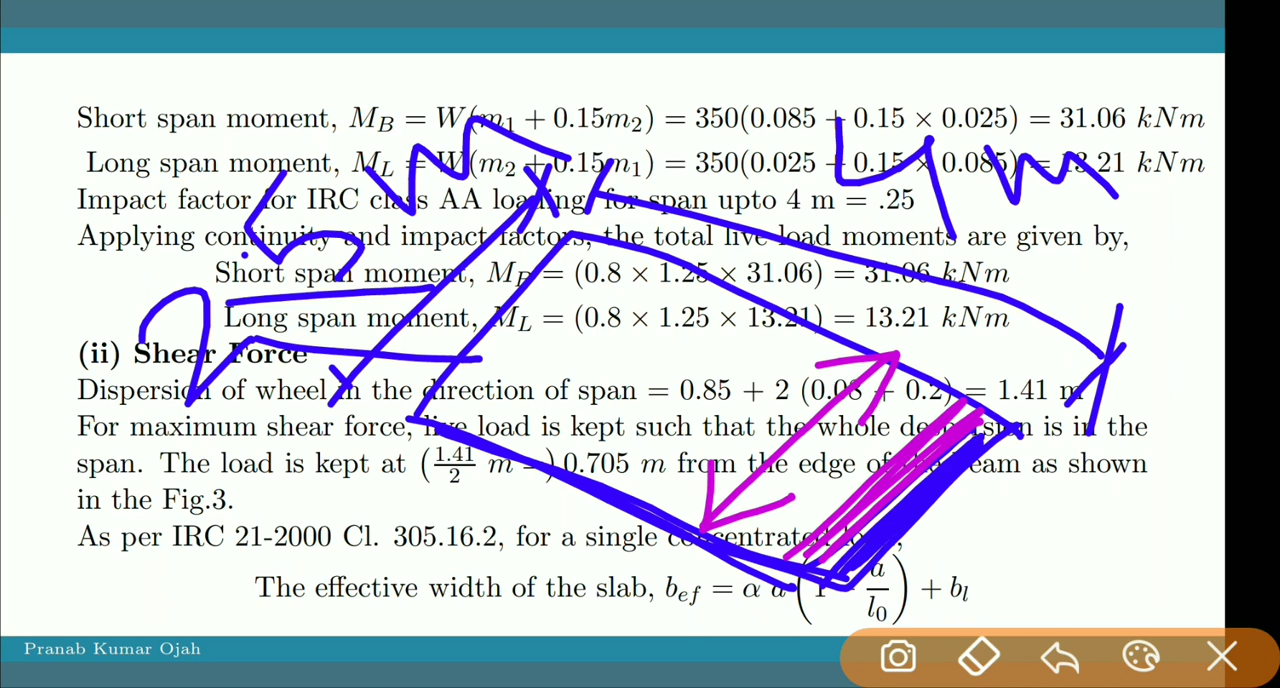 Short span moment, M_B = W(m_1 + 0.15m_2) = 350(0.085 + 0.15 × 0.025) = 31.06 kNm
Long span moment, M_L = W(m_2 + 0.15m_1) = 350(0.025 + 0.15 × 0.085) = 13.21 kNm
Impact factor for IRC class AA loading, for span upto 4 m = .25
Applying continuity and impact factors, the total live load moments are given by,
Short span moment, M_B = (0.8 × 1.25 × 31.06) = 31.06 kNm
Long span moment, M_L = (0.8 × 1.25 × 13.21) = 13.21 kNm
(ii) Shear Force
Dispersion of wheel in the direction of span = 0.85 + 2 (0.08 + 0.2) = 1.41 m
For maximum shear force, live load is kept such that the whole dispersion is in the
span. The load is kept at (1.41/2 m = ) 0.705 m from the edge of the beam as shown
in the Fig.3.
As per IRC 21-2000 Cl. 305.16.2, for a single concentrated load,
The effective width of the slab, b_ef = α a (1 - a/l_0) + b_l
2.5 m
L4m
Pranab Kumar Ojah